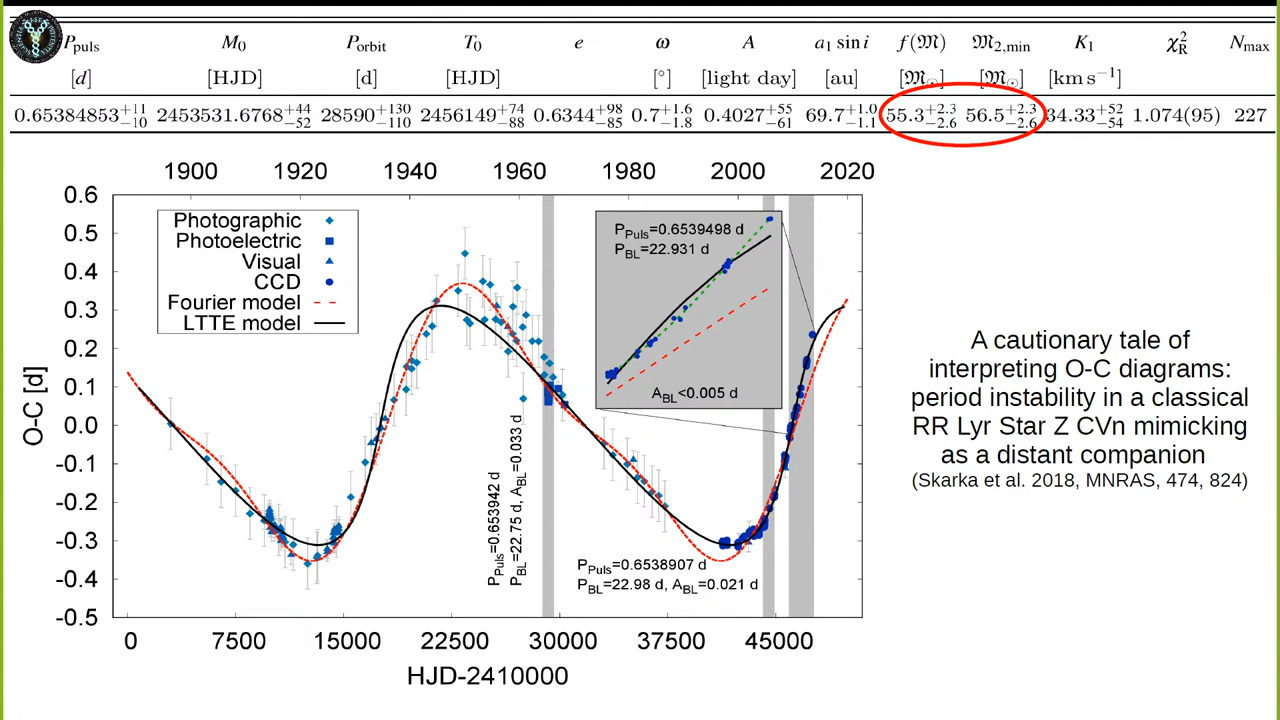 P_puls M_0 P_orbit T_0 e ω A a_1 sin i f(𝔐) 𝔐_2,min K_1 χ_R^2 N_max
[d] [HJD] [d] [HJD] [°] [light day] [au] [𝔐_⊙] [𝔐_⊙] [km s^−1]
0.65384853^{+11}_{−10} 2453531.6768^{+44}_{−52} 28590^{+130}_{−110} 2456149^{+74}_{−88} 0.6344^{+98}_{−85} 0.7^{+1.6}_{−1.8} 0.4027^{+55}_{−61} 69.7^{+1.0}_{−1.1} 55.3^{+2.3}_{−2.6} 56.5^{+2.3}_{−2.6} 34.33^{+52}_{−54} 1.074(95) 227
1900 1920 1940 1960 1980 2000 2020
0.6
0.5
0.4
0.3
0.2
0.1
0.0
-0.1
-0.2
-0.3
-0.4
-0.5
O-C [d]
Photographic
Photoelectric
Visual
CCD
Fourier model
LTTE model
P_Puls=0.6539498 d
P_BL=22.931 d
A_BL<0.005 d
P_Puls=0.653942 d
P_BL=22.75 d, A_BL=0.033 d
P_Puls=0.6538907 d
P_BL=22.98 d, A_BL=0.021 d
0 7500 15000 22500 30000 37500 45000
HJD-2410000
A cautionary tale of
interpreting O-C diagrams:
period instability in a classical
RR Lyr Star Z CVn mimicking
as a distant companion
(Skarka et al. 2018, MNRAS, 474, 824)